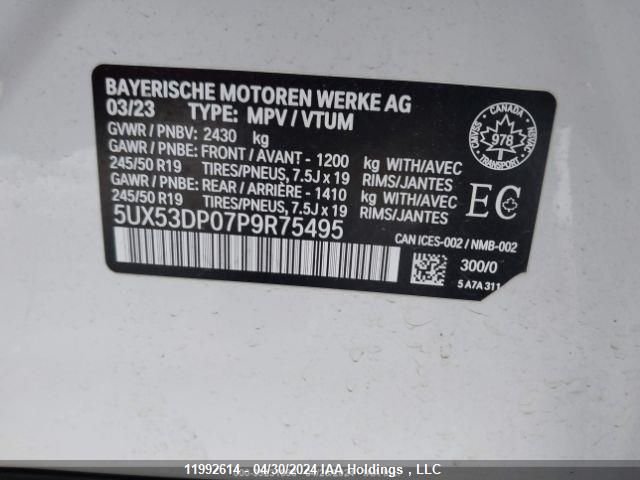 BAYERISCHE MOTOREN WERKE AG
03/23 TYPE: MPV / VTUM
GVWR / PNBV: 2430 kg
GAWR / PNBE: FRONT / AVANT - 1200 kg WITH/AVEC
245/50 R19 TIRES/PNEUS, 7.5J x 19 RIMS/JANTES
GAWR / PNBE: REAR / ARRIÈRE - 1410 kg WITH/AVEC
245/50 R19 TIRES/PNEUS, 7.5J x 19 RIMS/JANTES
5UX53DP07P9R75495
CANADA
CMVSS
978
NSVAC
TRANSPORT
EC
CAN ICES-002 / NMB-002
300/0
5 A7A 311
11992614 - 04/30/2024 IAA Holdings , LLC